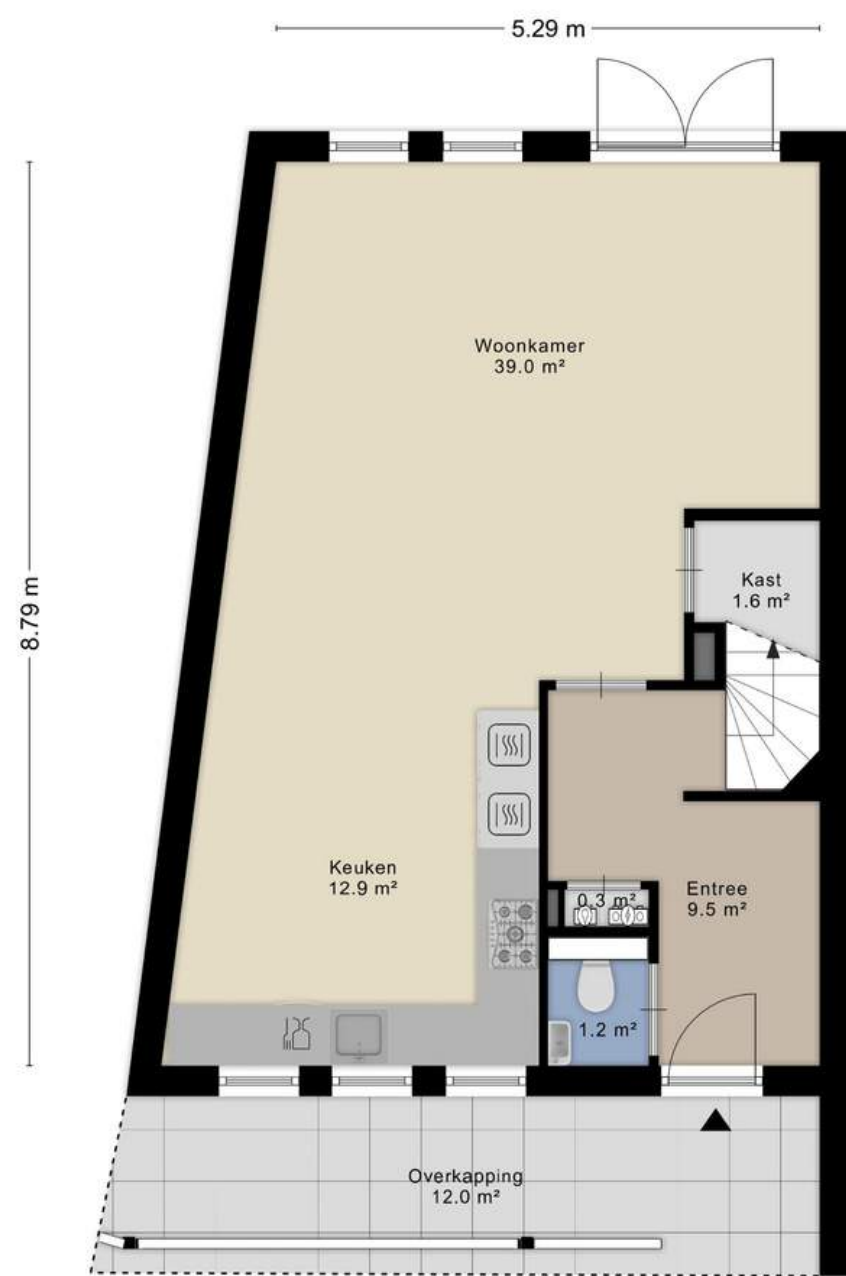 5.29 m
8.79 m
Woonkamer
39.0 m²
Kast
1.6 m²
Keuken
12.9 m²
0.3 m²
Entree
9.5 m²
1.2 m²
Overkapping
12.0 m²